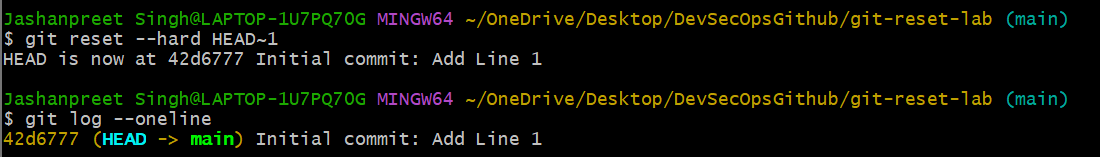 Jashanpreet Singh@LAPTOP-1U7PQ70G MINGW64 ~/OneDrive/Desktop/DevSecOpsGithub/git-reset-lab (main)
$ git reset --hard HEAD~1
HEAD is now at 42d6777 Initial commit: Add Line 1
Jashanpreet Singh@LAPTOP-1U7PQ70G MINGW64 ~/OneDrive/Desktop/DevSecOpsGithub/git-reset-lab (main)
$ git log --oneline
42d6777 (HEAD -> main) Initial commit: Add Line 1